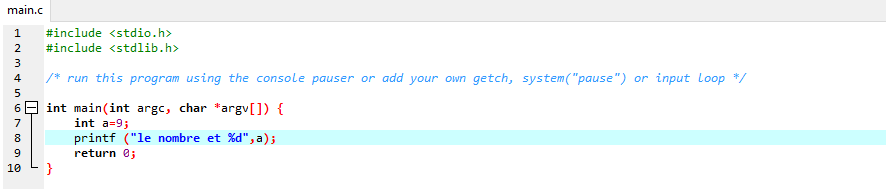 main.c
1 #include <stdio.h>
2 #include <stdlib.h>
3
4 /* run this program using the console pauser or add your own getch, system("pause") or input loop */
5
6 int main(int argc, char *argv[]) {
7 int a=9;
8 printf ("le nombre et %d",a);
9 return 0;
10 }